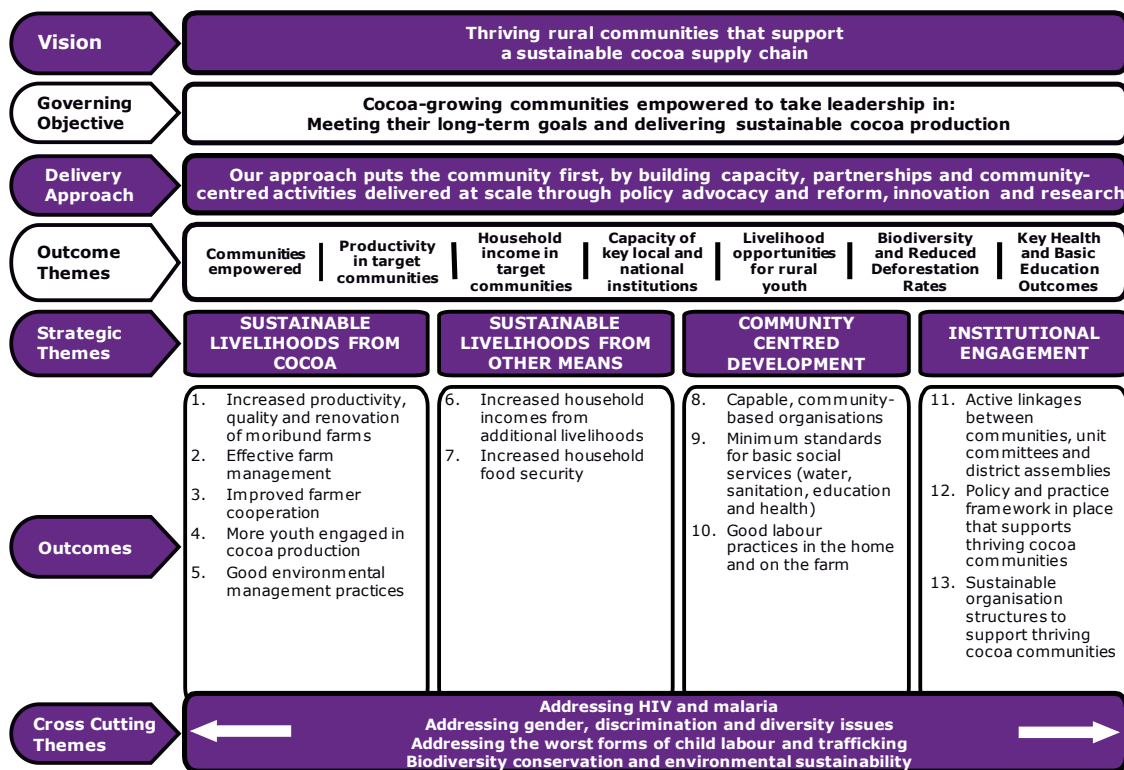 Vision
Thriving rural communities that support
a sustainable cocoa supply chain
Governing
Objective
Cocoa-growing communities empowered to take leadership in:
Meeting their long-term goals and delivering sustainable cocoa production
Delivery
Approach
Our approach puts the community first, by building capacity, partnerships and community-
centred activities delivered at scale through policy advocacy and reform, innovation and research
Outcome
Themes
Communities
empowered
Productivity
in target
communities
Household
income in
target
communities
Capacity of
key local and
national
institutions
Livelihood
opportunities
for rural
youth
Biodiversity
and Reduced
Deforestation
Rates
Key Health
and Basic
Education
Outcomes
Strategic
Themes
SUSTAINABLE
LIVELIHOODS FROM
COCOA
SUSTAINABLE
LIVELIHOODS FROM
OTHER MEANS
COMMUNITY
CENTRED
DEVELOPMENT
INSTITUTIONAL
ENGAGEMENT
Outcomes
1. Increased productivity,
quality and renovation
of moribund farms
2. Effective farm
management
3. Improved farmer
cooperation
4. More youth engaged in
cocoa production
5. Good environmental
management practices
6. Increased household
incomes from
additional livelihoods
7. Increased household
food security
8. Capable, community-
based organisations
9. Minimum standards
for basic social
services (water,
sanitation, education
and health)
10. Good labour
practices in the home
and on the farm
11. Active linkages
between
communities, unit
committees and
district assemblies
12. Policy and practice
framework in place
that supports
thriving cocoa
communities
13. Sustainable
organisation
structures to
support thriving
cocoa communities
Cross Cutting
Themes
Addressing HIV and malaria
Addressing gender, discrimination and diversity issues
Addressing the worst forms of child labour and trafficking
Biodiversity conservation and environmental sustainability